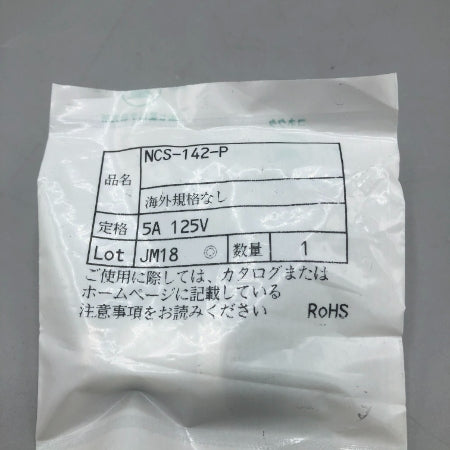 品名 NCS-142-P
海外規格なし
定格 5A 125V
Lot JM18 ◎ 数量 1
ご使用に際しては、カタログまたは
ホームページに記載している
注意事項をお読みください RoHS